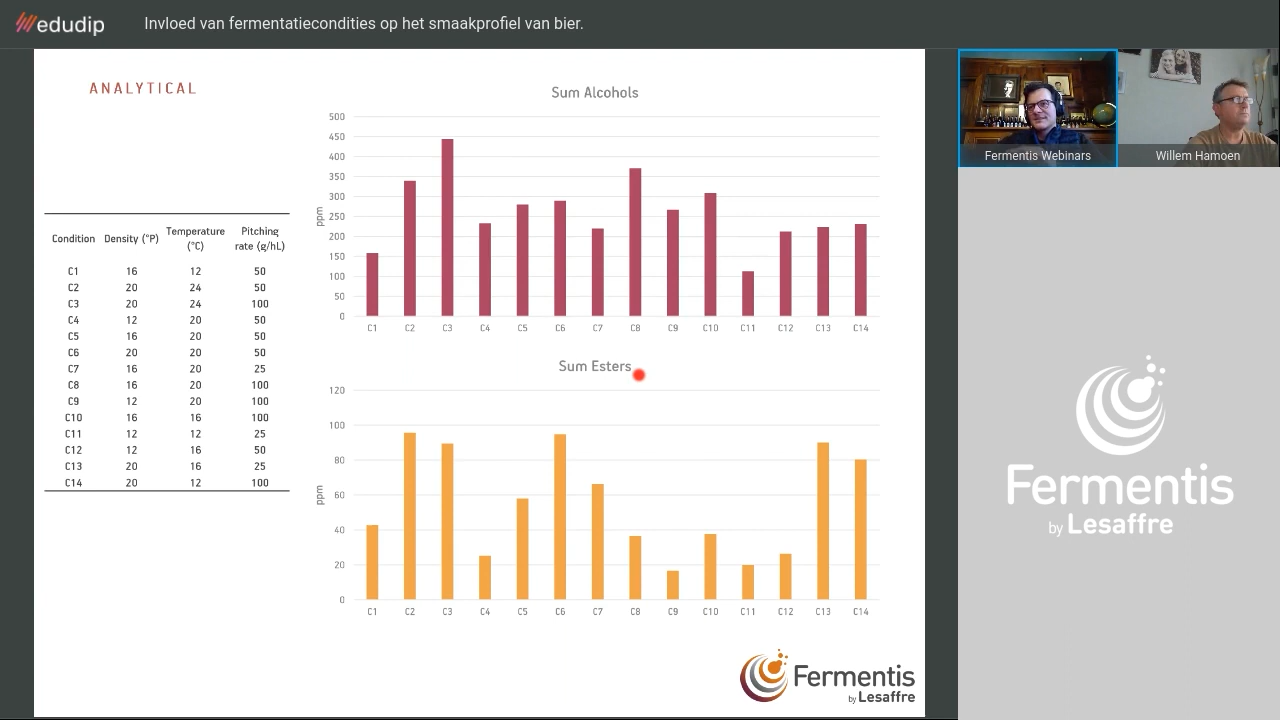 edudip
Invloed van fermentatiecondities op het smaakprofiel van bier.
ANALYTICAL
Condition Density (°P) Temperature (°C) Pitching rate (g/hL)
C1 16 12 50
C2 20 24 50
C3 20 24 100
C4 12 20 50
C5 16 20 50
C6 20 20 50
C7 16 20 25
C8 16 20 100
C9 12 20 100
C10 16 16 100
C11 12 12 25
C12 12 16 50
C13 20 16 25
C14 20 12 100
Sum Alcohols
500
450
400
350
300
250
200
150
100
50
0
ppm
C1 C2 C3 C4 C5 C6 C7 C8 C9 C10 C11 C12 C13 C14
Sum Esters
120
100
80
60
40
20
0
ppm
C1 C2 C3 C4 C5 C6 C7 C8 C9 C10 C11 C12 C13 C14
Fermentis
by Lesaffre
Fermentis Webinars
Willem Hamoen
Fermentis
by Lesaffre